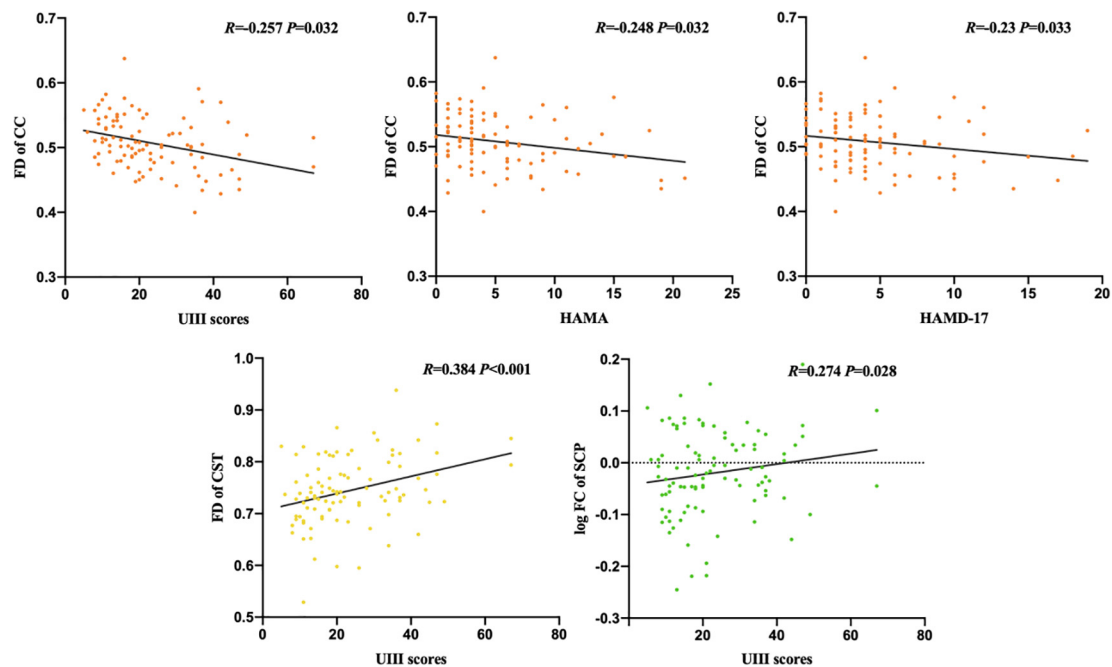 R=-0.257 P=0.032
FD of CC
0.7
0.6
0.5
0.4
0.3
0 20 40 60 80
UIII scores
R=-0.248 P=0.032
FD of CC
0.7
0.6
0.5
0.4
0.3
0 5 10 15 20 25
HAMA
R=-0.23 P=0.033
FD of CC
0.7
0.6
0.5
0.4
0.3
0 5 10 15 20
HAMD-17
R=0.384 P<0.001
FD of CST
1.0
0.9
0.8
0.7
0.6
0.5
0 20 40 60 80
UIII scores
R=0.274 P=0.028
log FC of SCP
0.2
0.1
0.0
-0.1
-0.2
-0.3
20 40 60 80
UIII scores